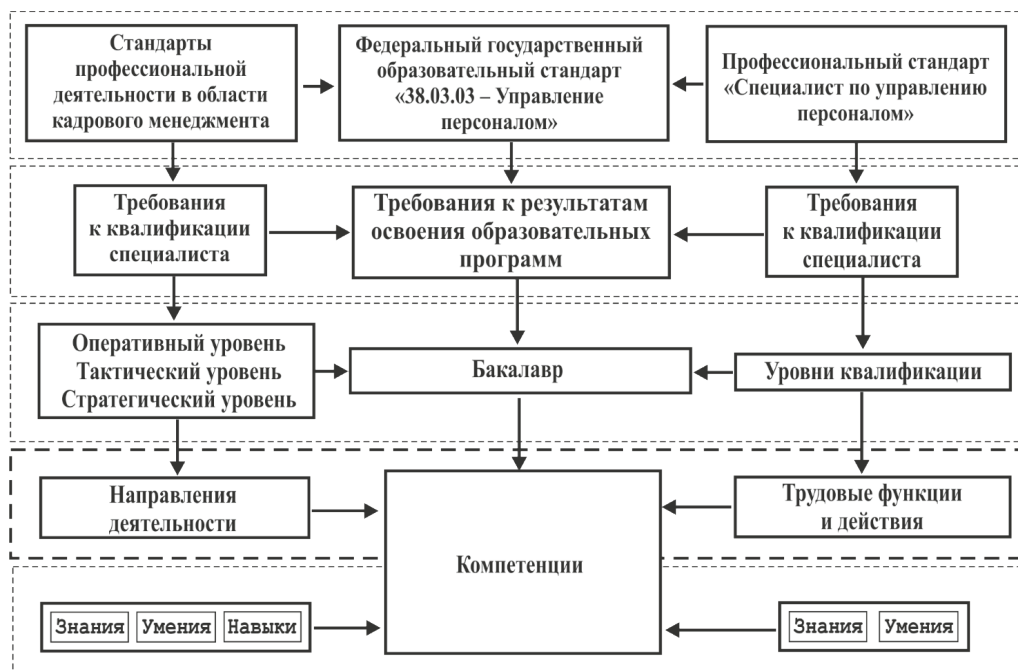 Стандарты
профессиональной
деятельности в области
кадрового менеджмента
Федеральный государственный
образовательный стандарт
«38.03.03 – Управление
персоналом»
Профессиональный стандарт
«Специалист по управлению
персоналом»
Требования
к квалификации
специалиста
Требования к результатам
освоения образовательных
программ
Требования
к квалификации
специалиста
Оперативный уровень
Тактический уровень
Стратегический уровень
Бакалавр
Уровни квалификации
Направления
деятельности
Компетенции
Трудовые функции
и действия
Знания Умения Навыки
Знания Умения